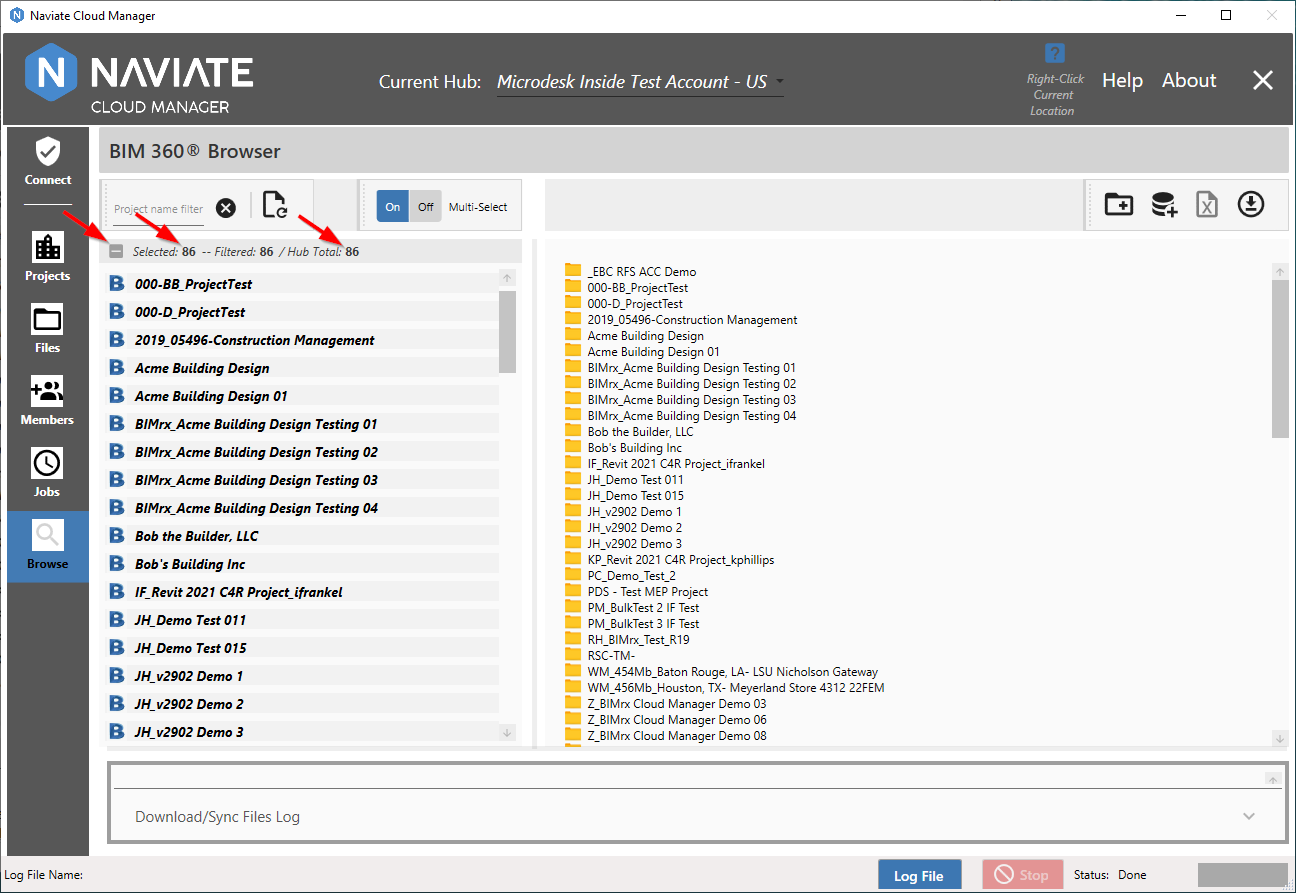 Naviate Cloud Manager
N NAVIATE
CLOUD MANAGER
Current Hub: Microdesk Inside Test Account - US
?
Right-Click
Current
Location
Help
About
Connect
Projects
Files
Members
Jobs
Browse
BIM 360® Browser
Project name filter
On
Off
Multi-Select
Selected: 86 -- Filtered: 86 / Hub Total: 86
B 000-BB_ProjectTest
B 000-D_ProjectTest
B 2019_05496-Construction Management
B Acme Building Design
B Acme Building Design 01
B BIMrx_Acme Building Design Testing 01
B BIMrx_Acme Building Design Testing 02
B BIMrx_Acme Building Design Testing 03
B BIMrx_Acme Building Design Testing 04
B Bob the Builder, LLC
B Bob's Building Inc
B IF_Revit 2021 C4R Project_ifrankel
B JH_Demo Test 011
B JH_Demo Test 015
B JH_v2902 Demo 1
B JH_v2902 Demo 2
B JH_v2902 Demo 3
_EBC RFS ACC Demo
000-BB_ProjectTest
000-D_ProjectTest
2019_05496-Construction Management
Acme Building Design
Acme Building Design 01
BIMrx_Acme Building Design Testing 01
BIMrx_Acme Building Design Testing 02
BIMrx_Acme Building Design Testing 03
BIMrx_Acme Building Design Testing 04
Bob the Builder, LLC
Bob's Building Inc
IF_Revit 2021 C4R Project_ifrankel
JH_Demo Test 011
JH_Demo Test 015
JH_v2902 Demo 1
JH_v2902 Demo 2
JH_v2902 Demo 3
KP_Revit 2021 C4R Project_kphillips
PC_Demo_Test_2
PDS - Test MEP Project
PM_BulkTest 2 IF Test
PM_BulkTest 3 IF Test
RH_BIMrx_Test_R19
RSC-TM-
WM_454Mb_Baton Rouge, LA- LSU Nicholson Gateway
WM_456Mb_Houston, TX- Meyerland Store 4312 22FEM
Z_BIMrx Cloud Manager Demo 03
Z_BIMrx Cloud Manager Demo 06
Z_BIMrx Cloud Manager Demo 08
Download/Sync Files Log
Log File Name:
Log File
Stop
Status: Done